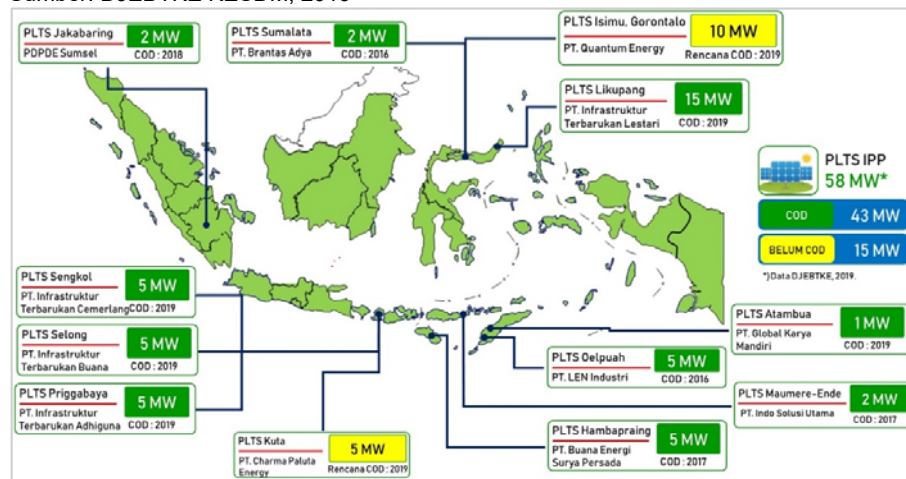 PLTS Jakabaring
PDPDE Sumsel
2 MW
COD : 2018
PLTS Sumalata
PT. Brantas Adya
2 MW
COD : 2016
PLTS Isimu, Gorontalo
PT. Quantum Energy
10 MW
Rencana COD : 2019
PLTS Likupang
PT. Infrastruktur
Terbarukan Lestari
15 MW
COD : 2019
PLTS IPP
58 MW*
COD 43 MW
BELUM COD 15 MW
*) Data DJEBTKE, 2019.
PLTS Sengkol
PT. Infrastruktur
Terbarukan Cemerlang
5 MW
COD : 2019
PLTS Selong
PT. Infrastruktur
Terbarukan Buana
5 MW
COD : 2019
PLTS Priggabaya
PT. Infrastruktur
Terbarukan Adhiguna
5 MW
COD : 2019
PLTS Kuta
PT. Charma Paluta
Energy
5 MW
Rencana COD : 2019
PLTS Oelpuah
PT. LEN Industri
5 MW
COD : 2016
PLTS Hambapraing
PT. Buana Energi
Surya Persada
5 MW
COD : 2017
PLTS Atambua
PT. Global Karya
Mandiri
1 MW
COD : 2019
PLTS Maumere-Ende
PT. Indo Solusi Utama
2 MW
COD : 2017